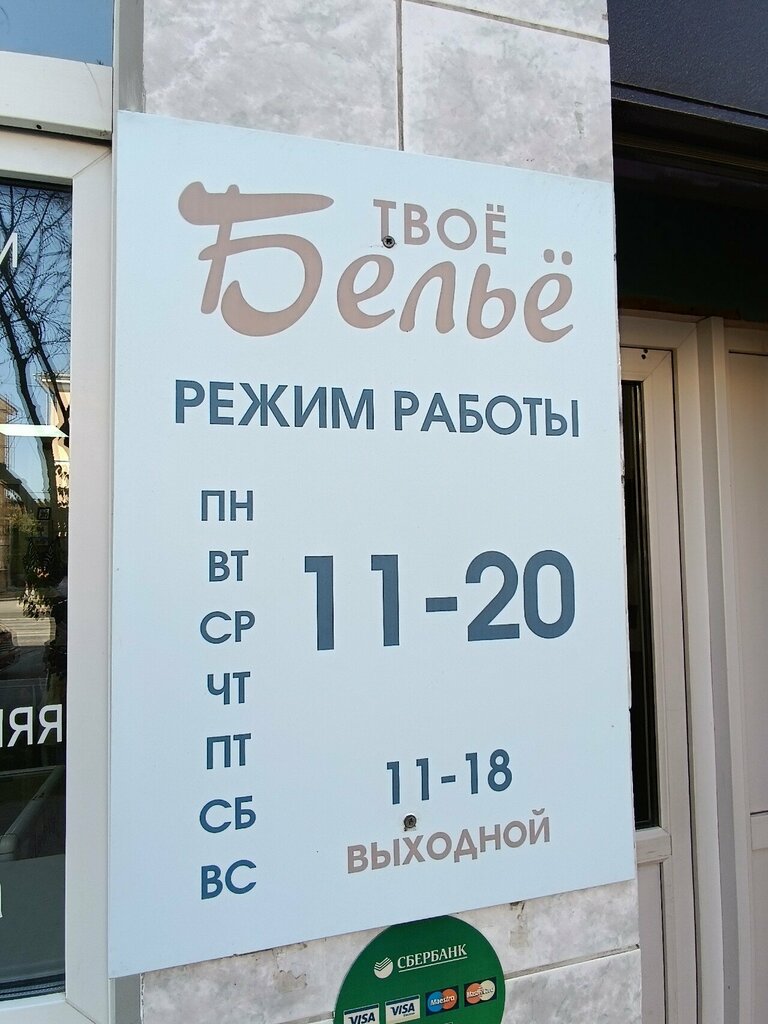 ТВОЁ
Бельё
РЕЖИМ РАБОТЫ
ПН
ВТ
СР
11-20
ЧТ
ПТ
СБ
11-18
ВС
ВЫХОДНОЙ
СБЕРБАНК
VISA VISA Maestro MasterCard